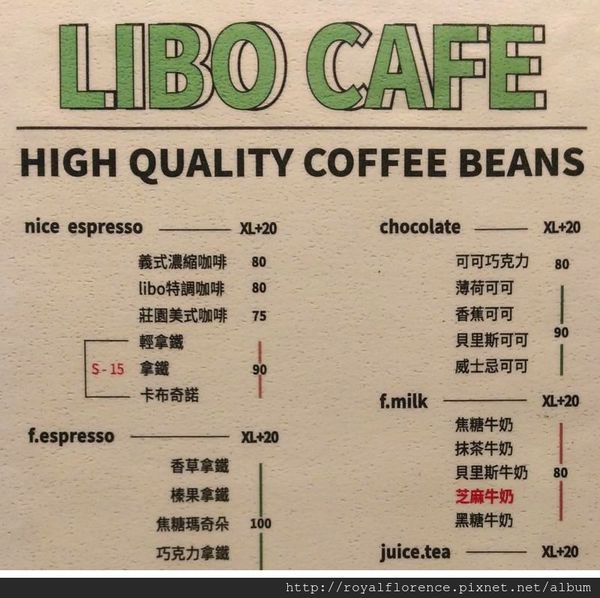 LIBO CAFE
HIGH QUALITY COFFEE BEANS
nice espresso XL+20
義式濃縮咖啡 80
libo特調咖啡 80
莊園美式咖啡 75
輕拿鐵
S-15 拿鐵 90
卡布奇諾
f.espresso XL+20
香草拿鐵
榛果拿鐵
焦糖瑪奇朵 100
巧克力拿鐵
chocolate XL+20
可可巧克力 80
薄荷可可
香蕉可可
貝里斯可可 90
威士忌可可
f.milk XL+20
焦糖牛奶
抹茶牛奶
貝里斯牛奶 80
芝麻牛奶
黑糖牛奶
juice.tea XL+20
http://royalflorence.pixnet.net/album